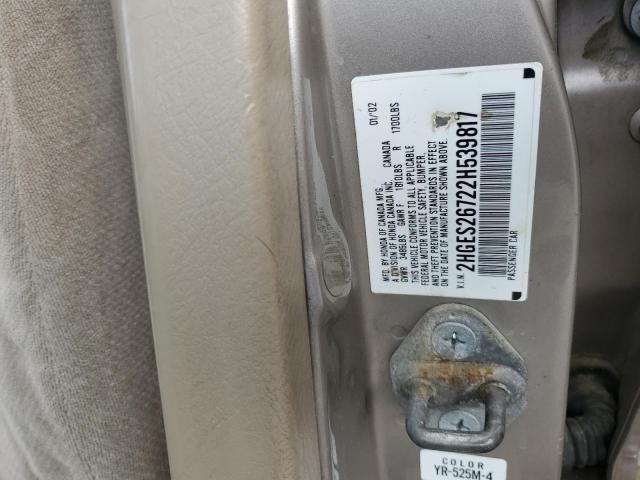 MFD. BY HONDA OF CANADA MFG. 01/'02
A DIVISION OF HONDA CANADA INC. CANADA
GVWR 3485LBS GAWR F 1810LBS R 1700LBS
THIS VEHICLE CONFORMS TO ALL APPLICABLE
FEDERAL MOTOR VEHICLE SAFETY, BUMPER,
AND THEFT PREVENTION STANDARDS IN EFFECT
ON THE DATE OF MANUFACTURE SHOWN ABOVE.
V.I.N. 2HGES26722H539817
PASSENGER CAR
COLOR
YR-525M-4